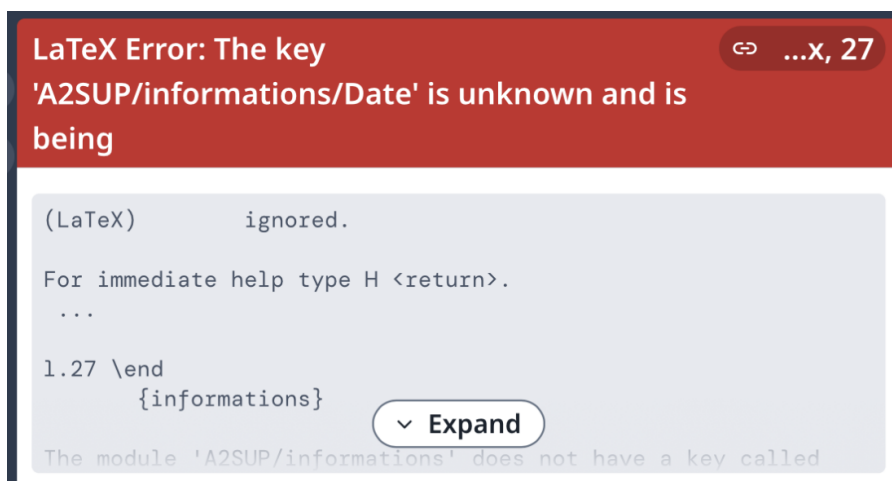 LaTeX Error: The key
...x, 27
'A2SUP/informations/Date' is unknown and is
being
(LaTeX)        ignored.
For immediate help type H <return>.
...
l.27 \end
{informations}
Expand
The module 'A2SUP/informations' does not have a key called